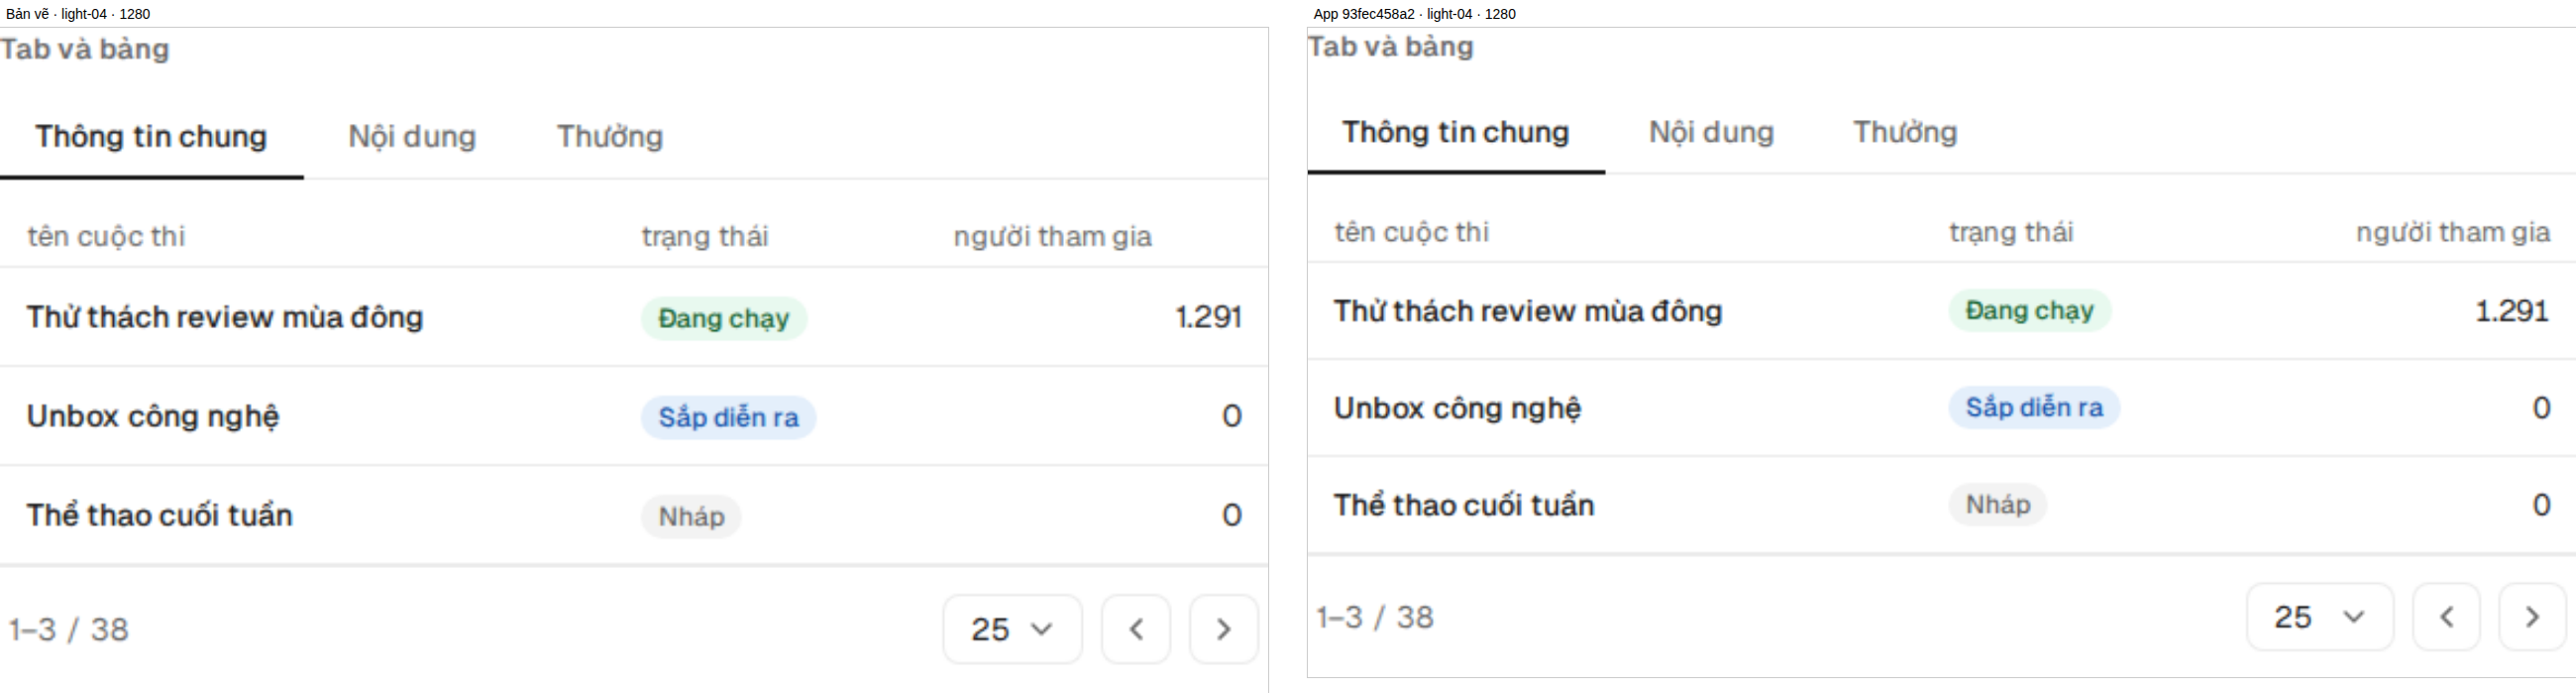 Bản vẽ · light-04 · 1280
Tab và bảng
Thông tin chung Nội dung Thưởng
tên cuộc thi trạng thái người tham gia
Thử thách review mùa đông Đang chạy 1.291
Unbox công nghệ Sắp diễn ra 0
Thể thao cuối tuần Nháp 0
1–3 / 38 25
App 93fec458a2 · light-04 · 1280
Tab và bảng
Thông tin chung Nội dung Thưởng
tên cuộc thi trạng thái người tham gia
Thử thách review mùa đông Đang chạy 1.291
Unbox công nghệ Sắp diễn ra 0
Thể thao cuối tuần Nháp 0
1–3 / 38 25